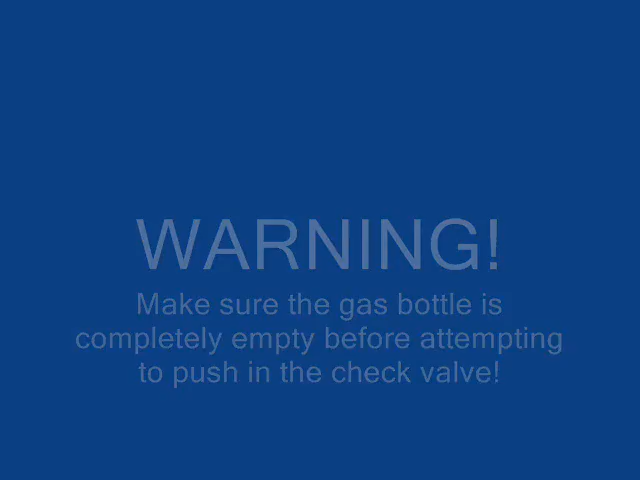 WARNING!
Make sure the gas bottle is
completely empty before attempting
to push in the check valve!